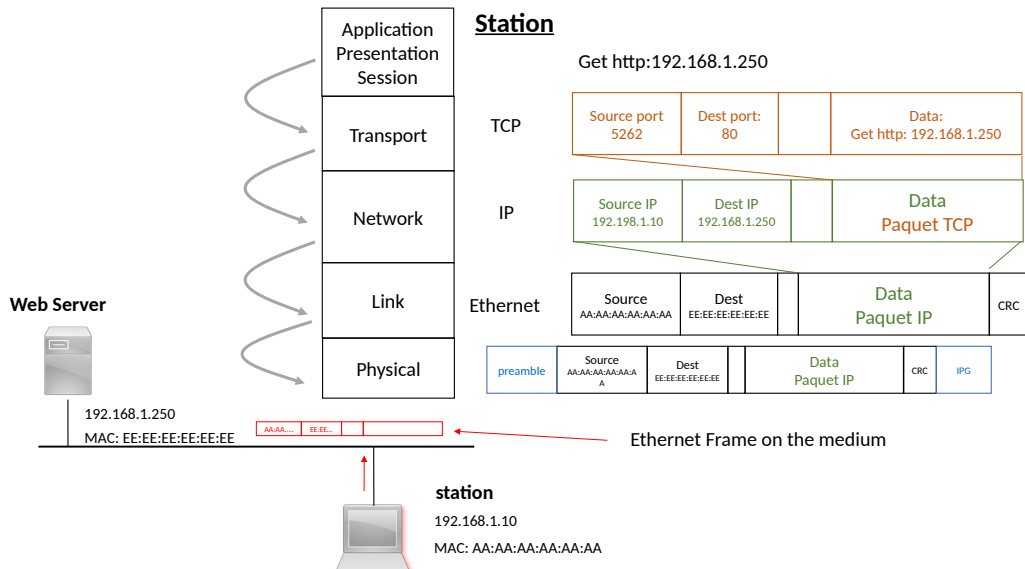 Station
Application
Presentation
Session
Get http:192.168.1.250
Transport
TCP
Source port
5262
Dest port:
80
Data:
Get http: 192.168.1.250
Network
IP
Source IP
192.198.1.10
Dest IP
192.168.1.250
Data
Paquet TCP
Link
Ethernet
Source
AA:AA:AA:AA:AA:AA
Dest
EE:EE:EE:EE:EE:EE
Data
Paquet IP
CRC
Physical
preamble
Source
AA:AA:AA:AA:AA:A
A
Dest
EE:EE:EE:EE:EE:EE
Data
Paquet IP
CRC
IPG
Web Server
192.168.1.250
MAC: EE:EE:EE:EE:EE:EE
AA:AA....
EE:EE...
Ethernet Frame on the medium
station
192.168.1.10
MAC: AA:AA:AA:AA:AA:AA